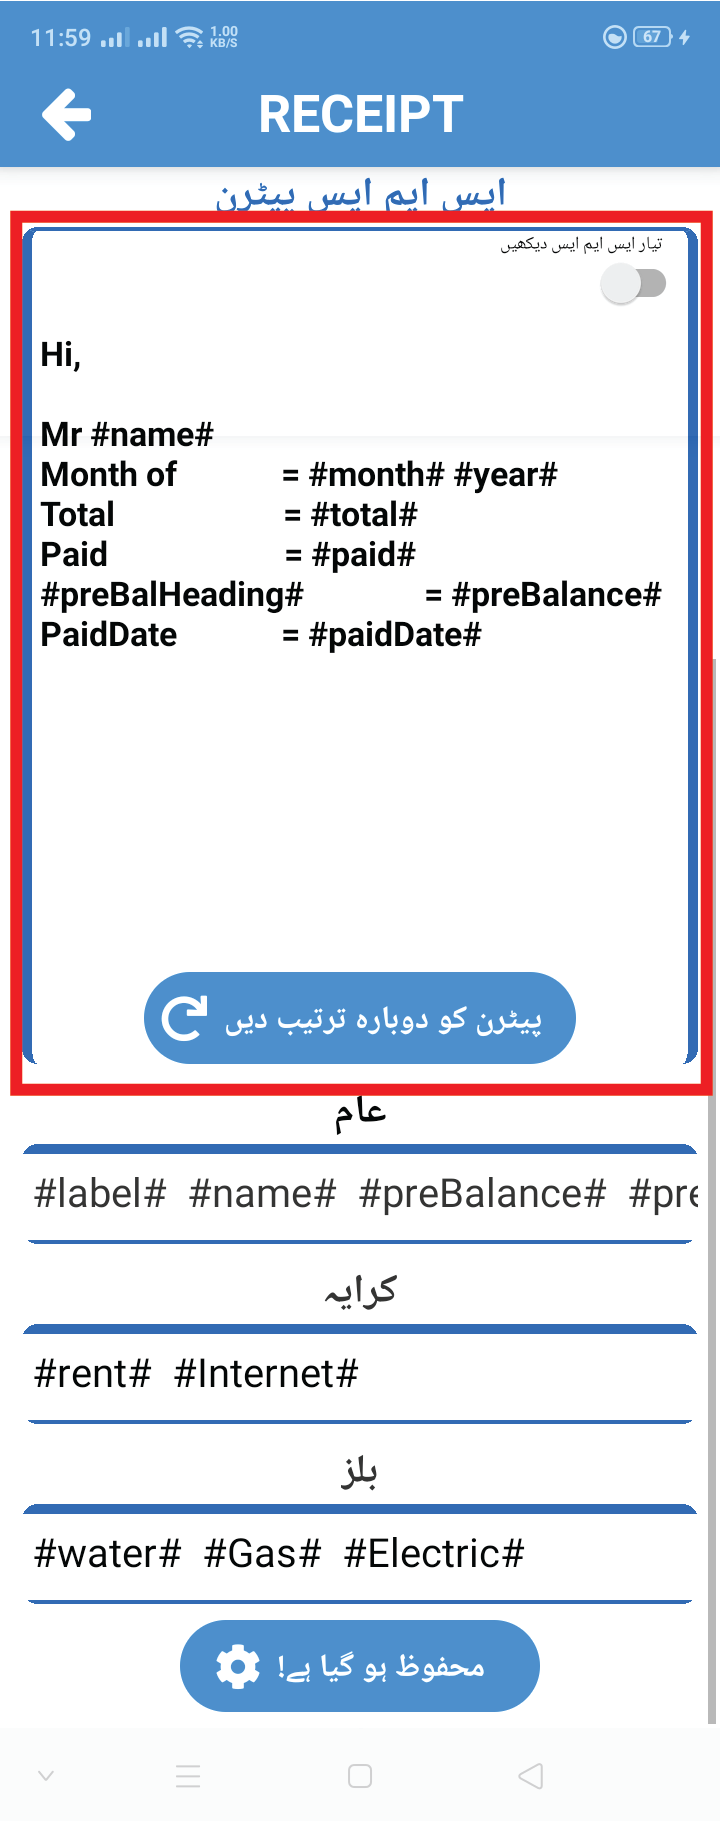 11:59 1.00 KB/S 67
RECEIPT
ایس ایم ایس پیٹرن
تیار ایس ایم ایس دیکھیں
Hi,
Mr #name#
Month of = #month# #year#
Total = #total#
Paid = #paid#
#preBalHeading# = #preBalance#
PaidDate = #paidDate#
پیٹرن کو دوبارہ ترتیب دیں
عام
#label# #name# #preBalance# #pre
کرایہ
#rent# #Internet#
بلز
#water# #Gas# #Electric#
محفوظ ہو گیا ہے!